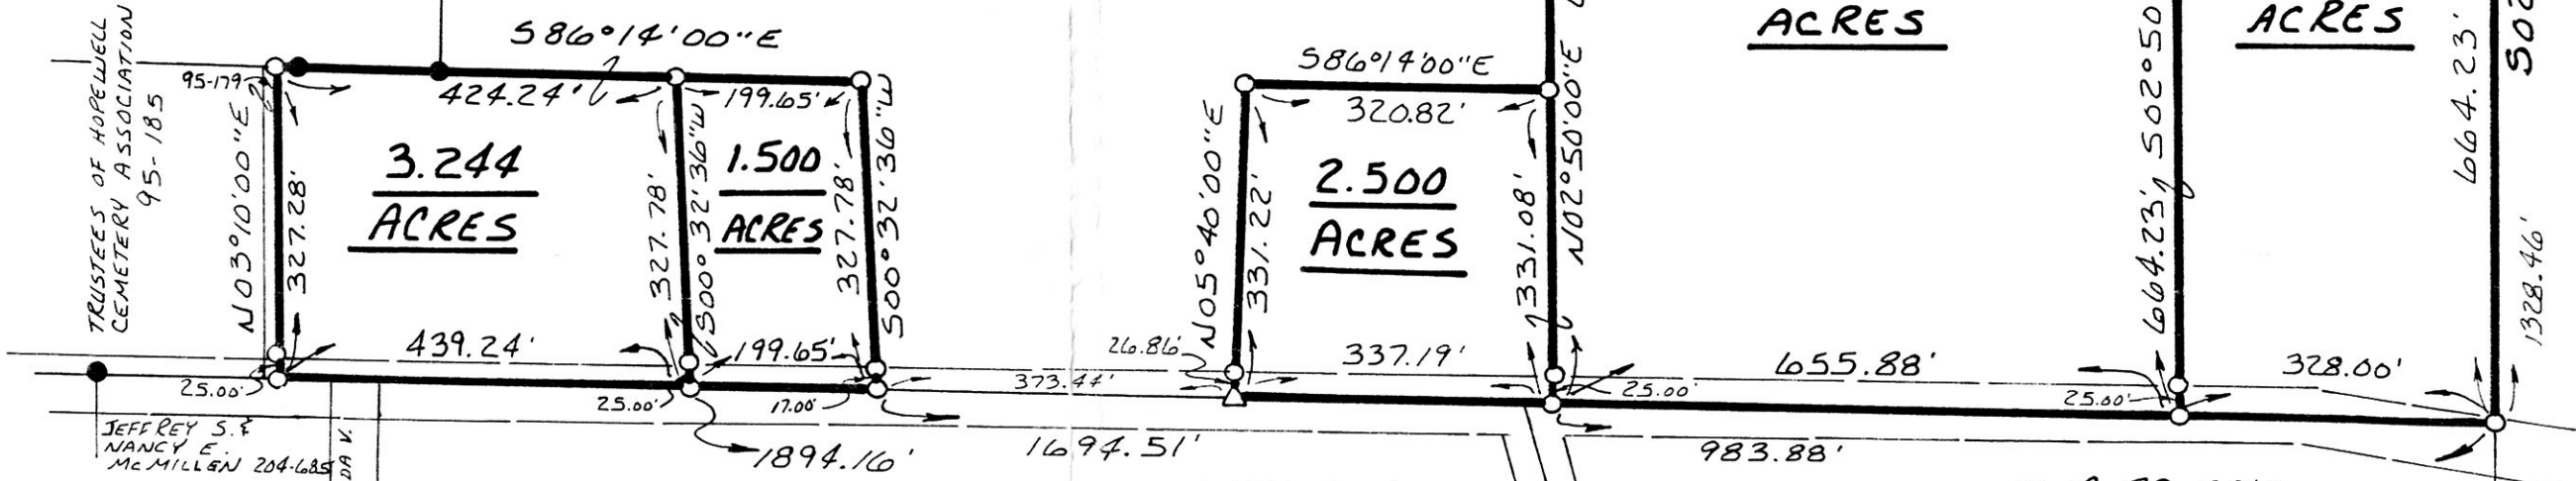 TRUSTEES OF HOPEWELL
CEMETERY ASSOCIATION
95-185
95-179
N03°10'00"E
327.28'
S86°14'00"E
424.24'
3.244
ACRES
439.24'
25.00'
327.78'
S00°32'36"W
25.00'
199.65'
1.500
ACRES
199.65'
327.78'
S00°32'36"W
17.00'
373.44'
26.86'
N05°40'00"E
331.22'
S86°14'00"E
320.82'
2.500
ACRES
337.19'
331.08'
N02°50'00"E
ACRES
655.88'
25.00'
25.00'
664.23'
S02°50
ACRES
328.00'
664.23'
S02
1328.46'
JEFFREY S. &
NANCY E.
McMILLEN 204-685
DA V.
1894.16'
1694.51'
983.88'